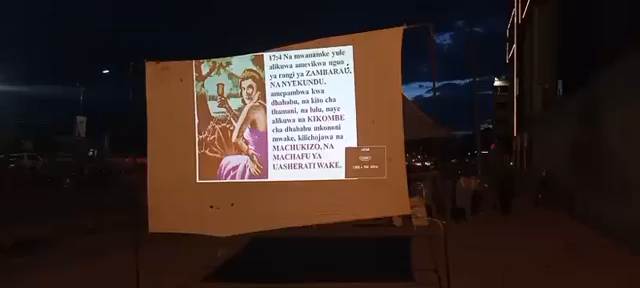 17:4 Na mwanamke yule
alikuwa amevikwa nguo
ya rangi ya ZAMBARAU,
NA NYEKUNDU,
amepambwa kwa
dhahabu, na kito cha
thamani, na lulu, naye
alikuwa na KIKOMBE
cha dhahabu mkononi
mwake, kilichojawa na
MACHUKIZO, NA
MACHAFU YA
UASHERATI WAKE.